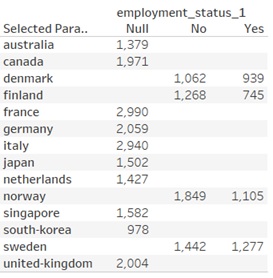 employment_status_1
Selected Para.. Null No Yes
australia 1,379
canada 1,971
denmark 1,062 939
finland 1,268 745
france 2,990
germany 2,059
italy 2,940
japan 1,502
netherlands 1,427
norway 1,849 1,105
singapore 1,582
south-korea 978
sweden 1,442 1,277
united-kingdom 2,004